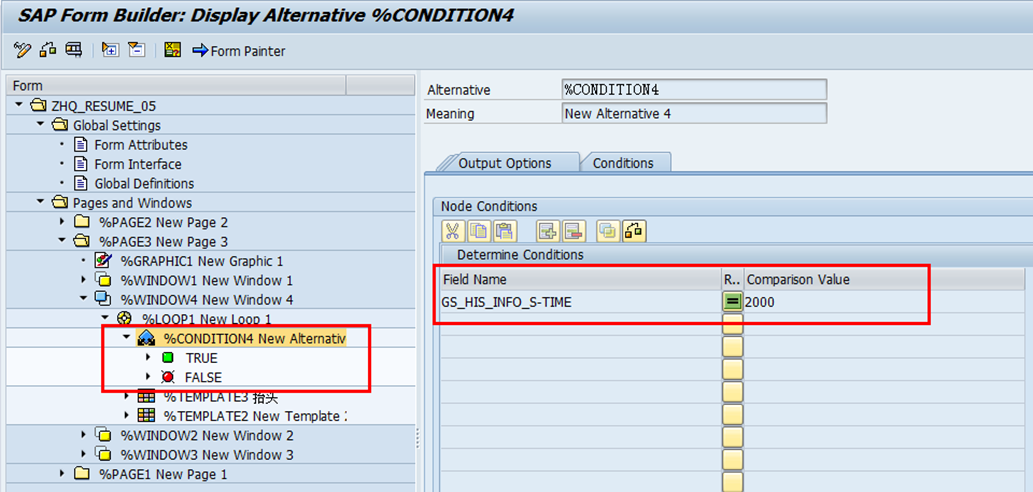 SAP Form Builder: Display Alternative %CONDITION4
Form Painter
Form
ZHQ_RESUME_05
Global Settings
Form Attributes
Form Interface
Global Definitions
Pages and Windows
%PAGE2 New Page 2
%PAGE3 New Page 3
%GRAPHIC1 New Graphic 1
%WINDOW1 New Window 1
%WINDOW4 New Window 4
%LOOP1 New Loop 1
%CONDITION4 New Alternativ
TRUE
FALSE
%TEMPLATE3 抬头
%TEMPLATE2 New Template 2
%WINDOW2 New Window 2
%WINDOW3 New Window 3
%PAGE1 New Page 1
Alternative %CONDITION4
Meaning New Alternative 4
Output Options Conditions
Node Conditions
Determine Conditions
Field Name R.. Comparison Value
GS_HIS_INFO_S-TIME = 2000